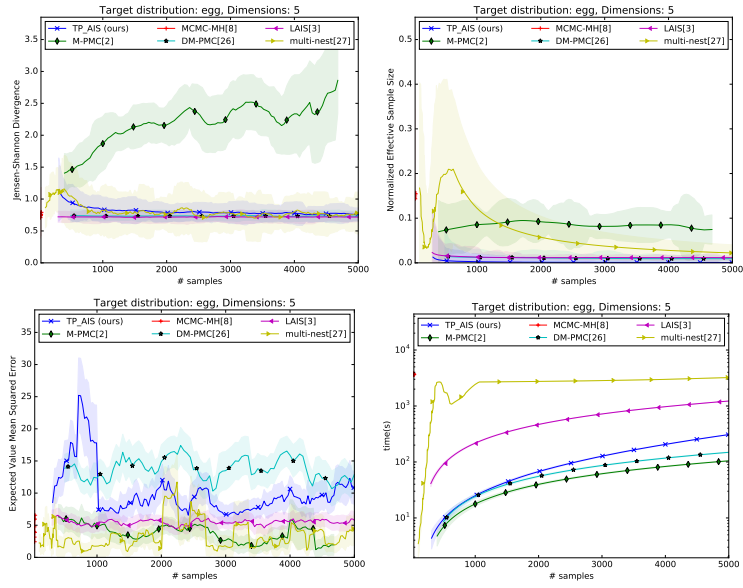 Target distribution: egg, Dimensions: 5
TP_AIS (ours)
M-PMC[2]
MCMC-MH[8]
DM-PMC[26]
LAIS[3]
multi-nest[27]
Jensen-Shannon Divergence
3.5
3.0
2.5
2.0
1.5
1.0
0.5
0.0
1000 2000 3000 4000 5000
# samples
Target distribution: egg, Dimensions: 5
TP_AIS (ours)
M-PMC[2]
MCMC-MH[8]
DM-PMC[26]
LAIS[3]
multi-nest[27]
Normalized Effective Sample Size
0.5
0.4
0.3
0.2
0.1
0.0
1000 2000 3000 4000 5000
# samples
Target distribution: egg, Dimensions: 5
TP_AIS (ours)
M-PMC[2]
MCMC-MH[8]
DM-PMC[26]
LAIS[3]
multi-nest[27]
Expected Value Mean Squared Error
35
30
25
20
15
10
5
0
1000 2000 3000 4000 5000
# samples
Target distribution: egg, Dimensions: 5
TP_AIS (ours)
M-PMC[2]
MCMC-MH[8]
DM-PMC[26]
LAIS[3]
multi-nest[27]
time(s)
10⁴
10³
10²
10¹
1000 2000 3000 4000 5000
# samples